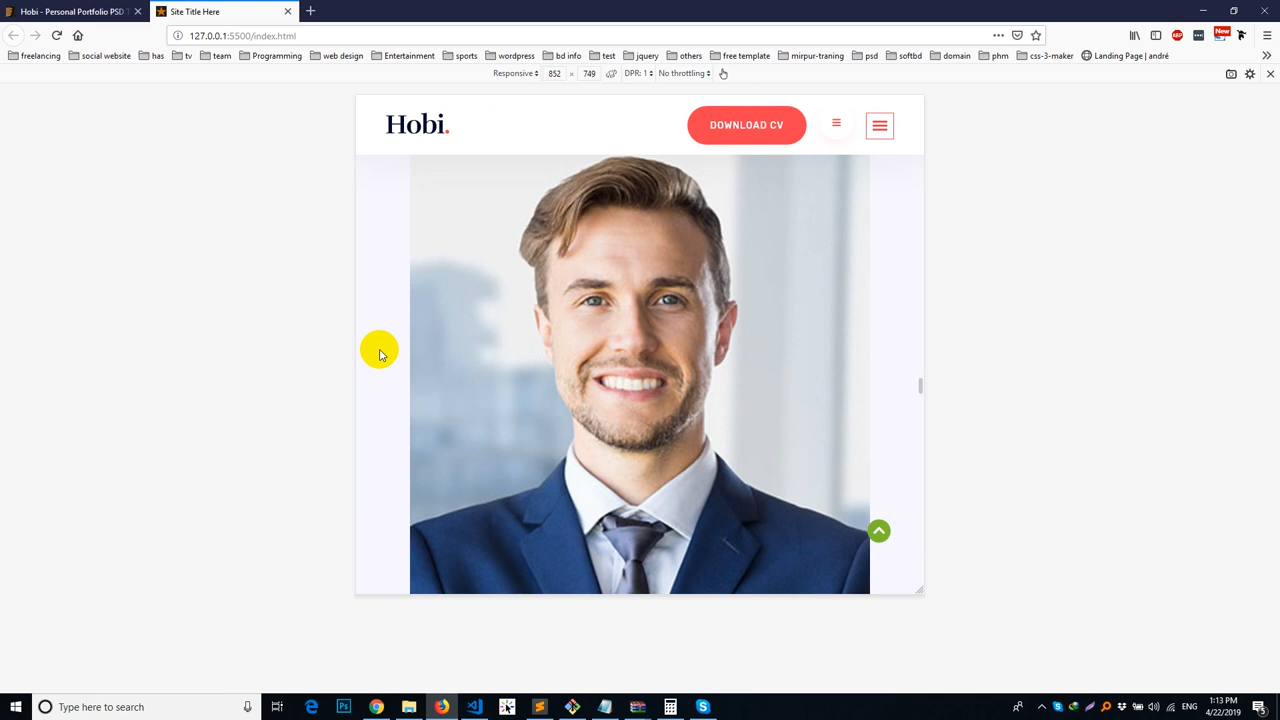 Hobi - Personal Portfolio PSD T
Site Title Here
127.0.0.1:5500/index.html
New
freelancing
social website
has
tv
team
Programming
web design
Entertainment
sports
wordpress
bd info
test
jquery
others
free template
mirpur-traning
psd
softbd
domain
phm
css-3-maker
Landing Page | andré
Responsive
852 × 749
DPR: 1
No throttling
Hobi.
DOWNLOAD CV
Type here to search
ENG
1:13 PM
4/22/2019